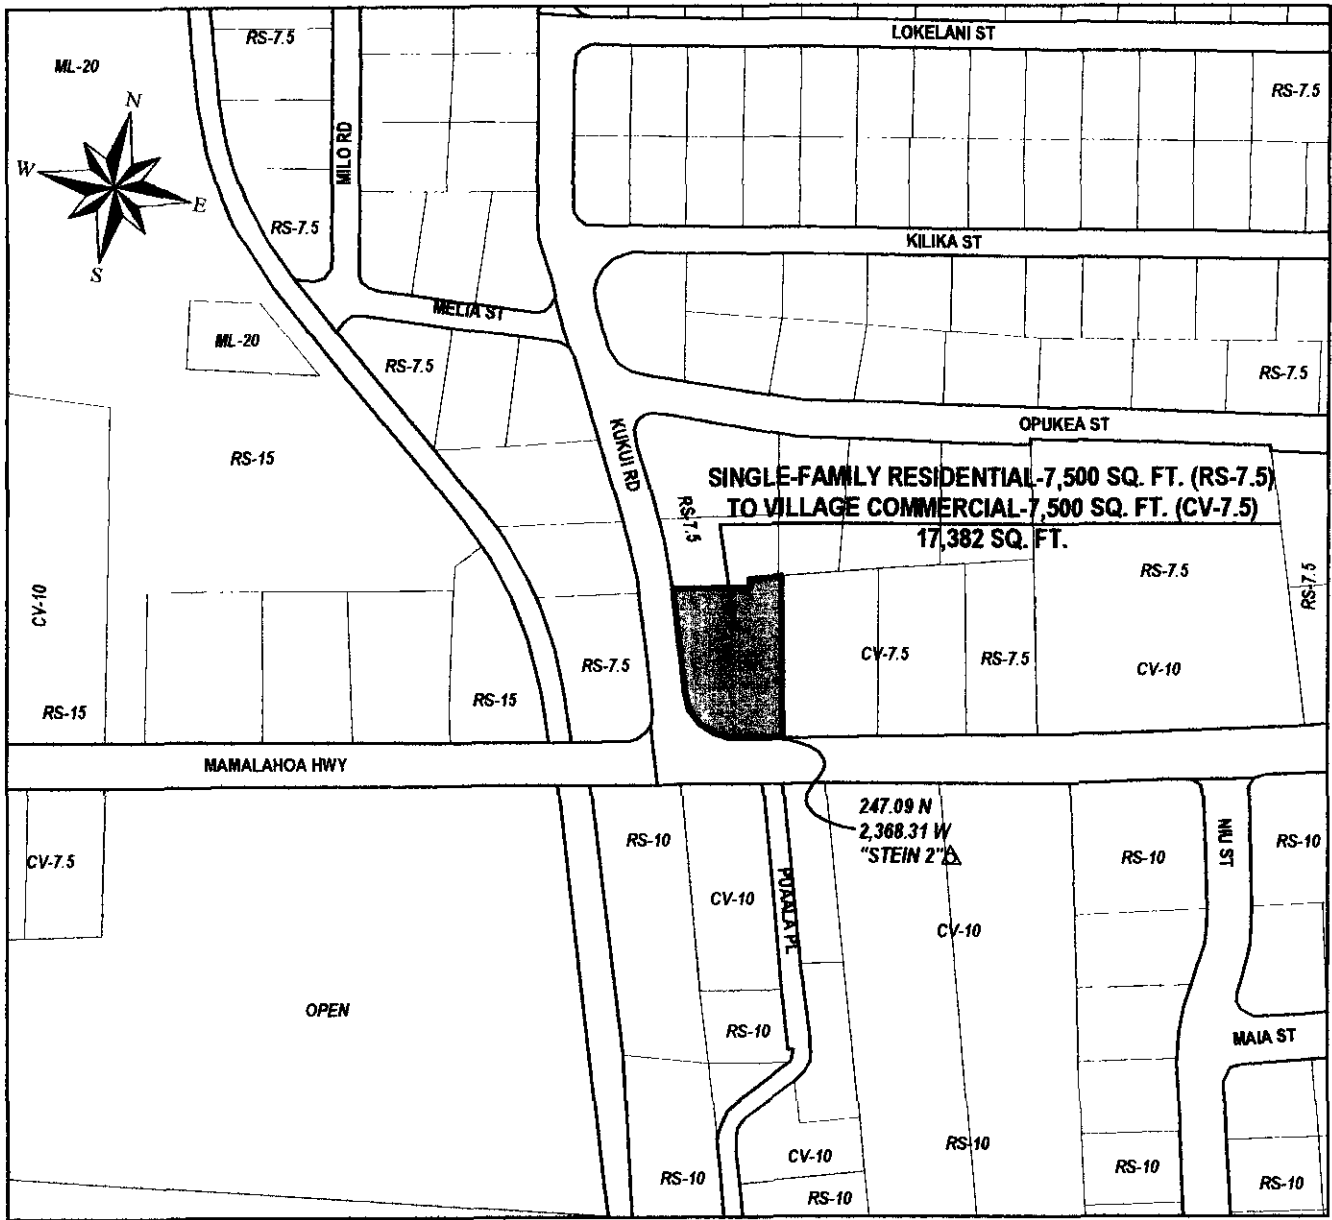 LOKELANI ST
RS-7.5
ML-20
RS-7.5
N
MILO RD
W
E
RS-7.5
KILIKA ST
S
MELIA ST
ML-20
RS-7.5
RS-7.5
KUKUI RD
OPUKEA ST
RS-15
SINGLE-FAMILY RESIDENTIAL-7,500 SQ. FT. (RS-7.5)
TO VILLAGE COMMERCIAL-7,500 SQ. FT. (CV-7.5)
17,382 SQ. FT.
RS-7.5
RS-7.5
RS-7.5
CV-10
CV-7.5
RS-7.5
CV-10
RS-7.5
RS-15
RS-15
MAMALAHOA HWY
247.09 N
2,368.31 W
"STEIN 2"
RS-10
NIU ST
RS-10
CV-7.5
RS-10
CV-10
PUAALA PL
CV-10
OPEN
RS-10
MAIA ST
RS-10
CV-10
RS-10
RS-10
RS-10
RS-10